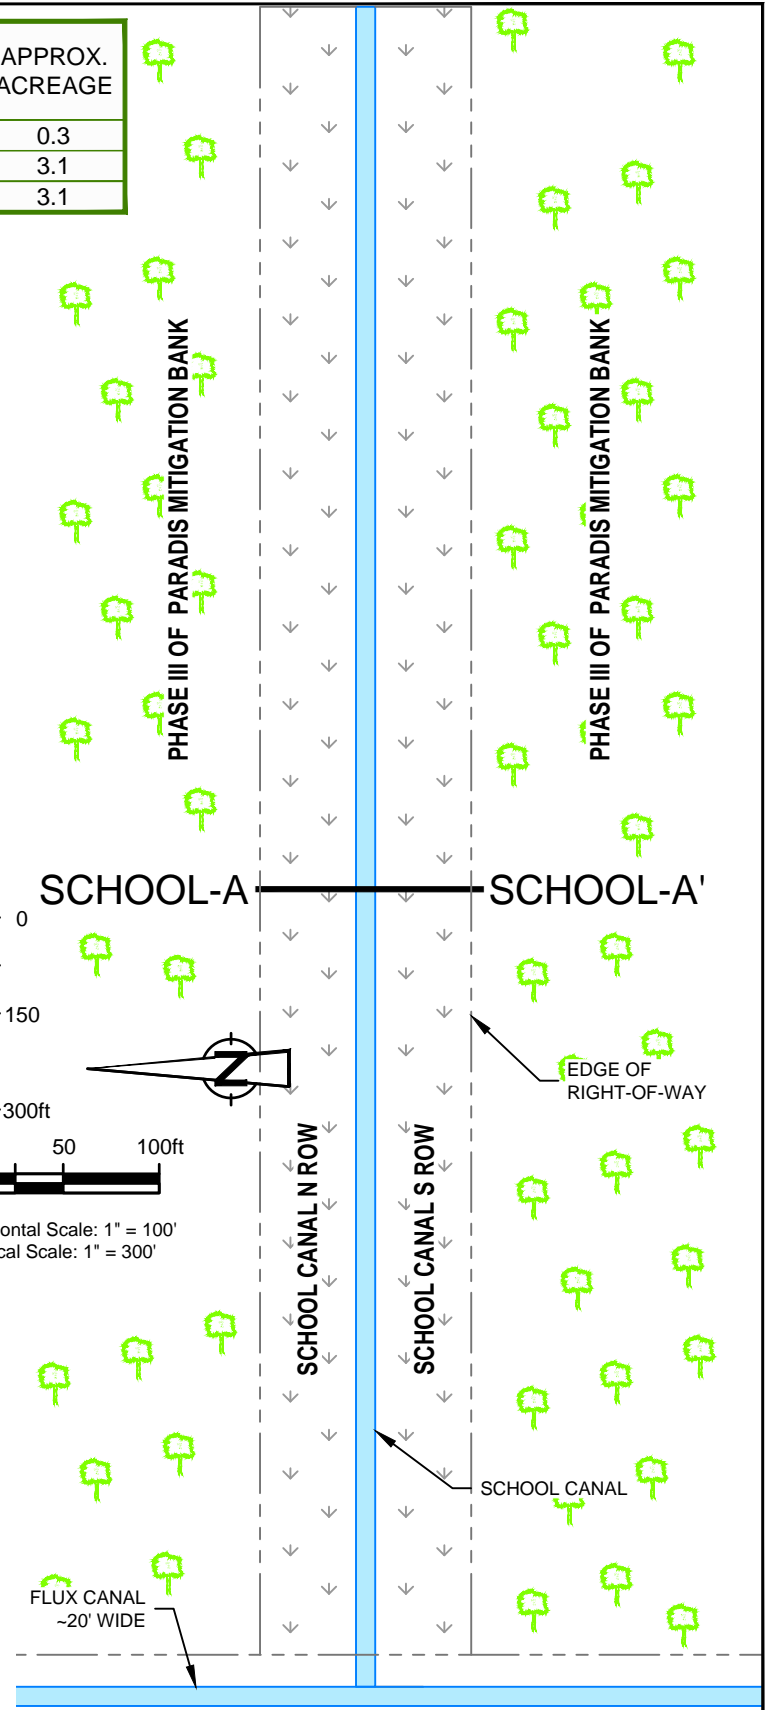 APPROX.
ACREAGE
0.3
3.1
3.1
PHASE III OF PARADIS MITIGATION BANK
PHASE III OF PARADIS MITIGATION BANK
SCHOOL-A
SCHOOL-A'
0
150
300ft
N
EDGE OF
RIGHT-OF-WAY
50 100ft
ontal Scale: 1" = 100'
cal Scale: 1" = 300'
SCHOOL CANAL N ROW
SCHOOL CANAL S ROW
SCHOOL CANAL
FLUX CANAL
~20' WIDE